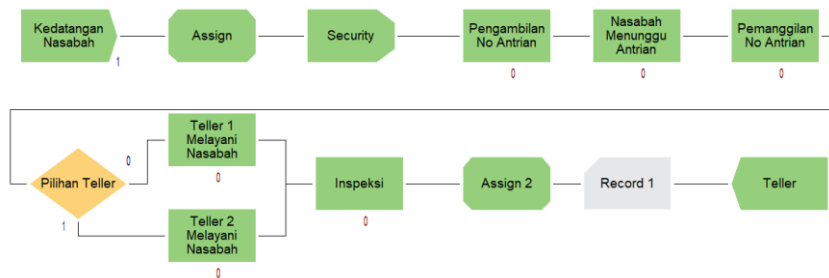 Kedatangan
Nasabah
1
Assign
Security
Pengambilan
No Antrian
0
Nasabah
Menunggu
Antrian
0
Pemanggilan
No Antrian
0
Pilihan Teller
0
1
Teller 1
Melayani
Nasabah
0
Teller 2
Melayani
Nasabah
0
Inspeksi
0
Assign 2
Record 1
Teller